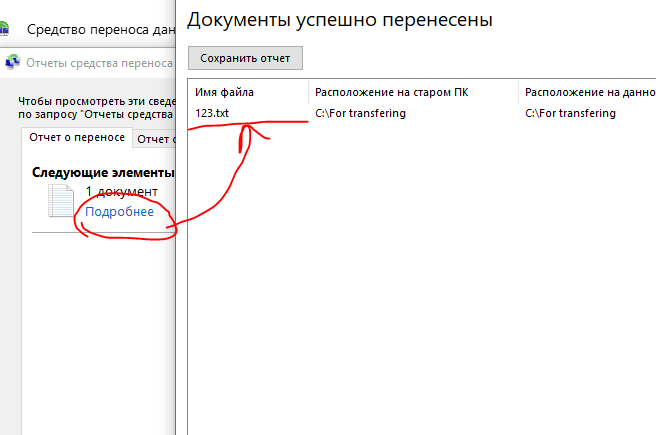 Средство переноса дан
Отчеты средства переноса
Чтобы просмотреть эти сведе
по запросу "Отчеты средства
Отчет о переносе
Отчет о
Следующие элементы
1 документ
Подробнее
Документы успешно перенесены
Сохранить отчет
Имя файла
Расположение на старом ПК
Расположение на данно
123.txt
C:\For transfering
C:\For transfering